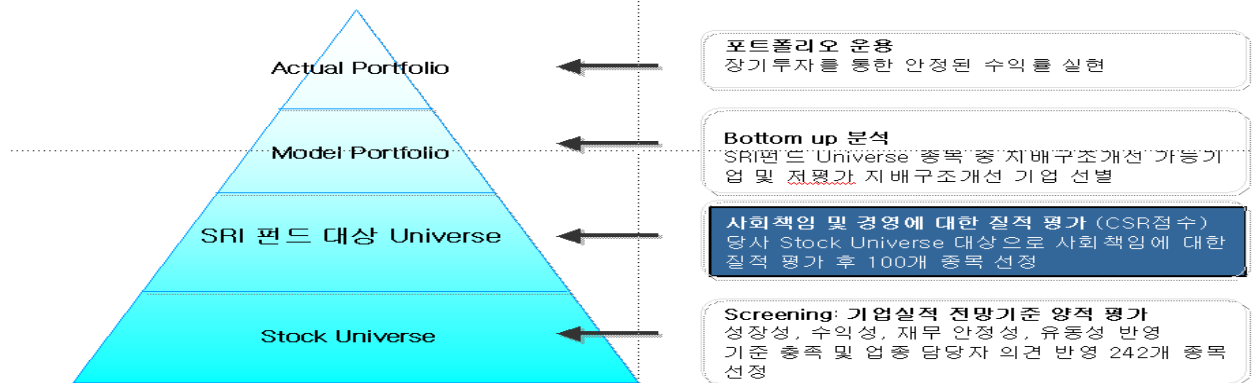 Actual Portfolio
포트폴리오 운용
장기투자를 통한 안정된 수익률 실현
Model Portfolio
Bottom up 분석
SRI펀드 Universe 종목 중 지배구조개선 가능기
업 및 저평가 지배구조개선 기업 선별
SRI 펀드 대상 Universe
사회책임 및 경영에 대한 질적 평가 (CSR점수)
당사 Stock Universe 대상으로 사회책임에 대한
질적 평가 후 100개 종목 선정
Stock Universe
Screening: 기업실적 전망기준 양적 평가
성장성, 수익성, 재무 안정성, 유동성 반영
기준 충족 및 업종 담당자 의견 반영 242개 종목
선정